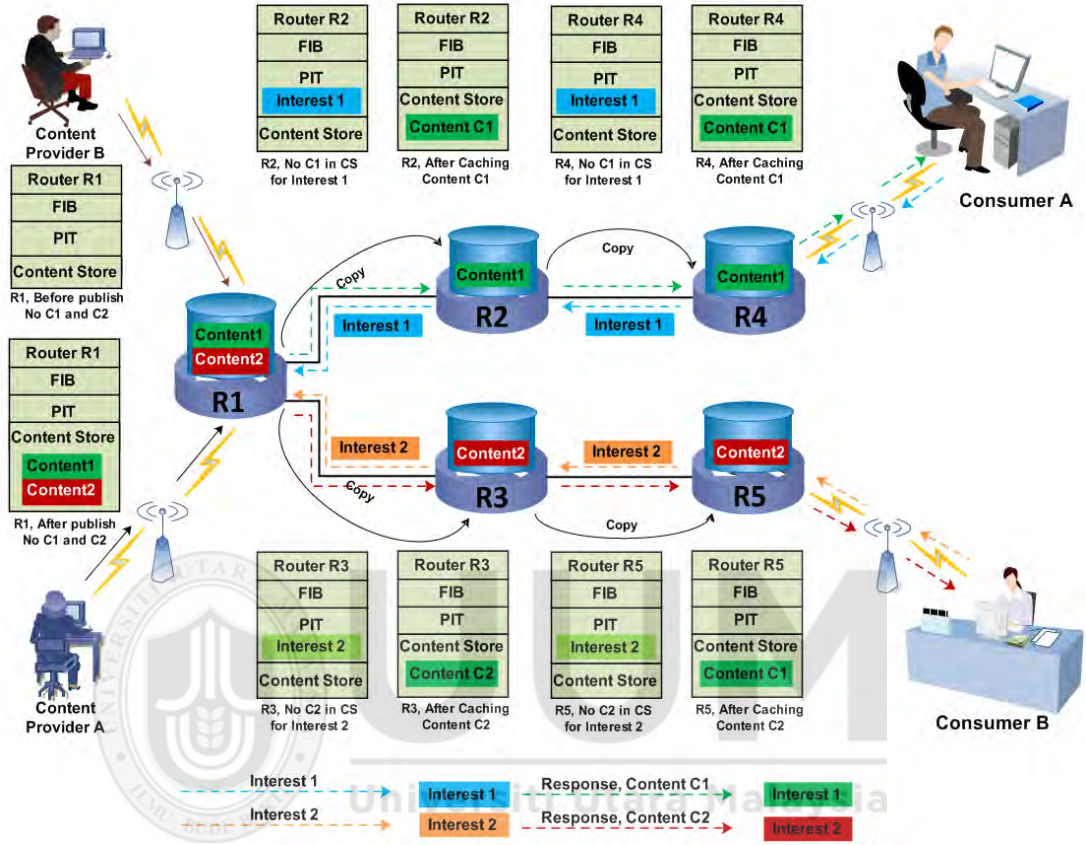 Router R2
FIB
PIT
Interest 1
Content Store
R2, No C1 in CS
for Interest 1
Router R2
FIB
PIT
Content Store
Content C1
R2, After Caching
Content C1
Router R4
FIB
PIT
Interest 1
Content Store
R4, No C1 in CS
for Interest 1
Router R4
FIB
PIT
Content Store
Content C1
R4, After Caching
Content C1
Content
Provider B
Consumer A
Router R1
FIB
PIT
Content Store
R1, Before publish
No C1 and C2
Router R1
FIB
PIT
Content Store
Content1
Content2
R1, After publish
No C1 and C2
Content
Provider A
Content1
Content2
R1
Copy
Interest 1
Content1
R2
Copy
Interest 1
Content1
R4
Interest 2
Copy
Content2
R3
Interest 2
Copy
Content2
R5
Router R3
FIB
PIT
Interest 2
Content Store
R3, No C2 in CS
for Interest 2
Router R3
FIB
PIT
Content Store
Content C2
R3, After Caching
Content C2
Router R5
FIB
PIT
Interest 2
Content Store
R5, No C2 in CS
for Interest 2
Router R5
FIB
PIT
Content Store
Content C1
R5, After Caching
Content C2
Consumer B
UUM
Universiti Utara Malaysia
Interest 1
Interest 1
Response, Content C1
Interest 1
Interest 2
Interest 2
Response, Content C2
Interest 2